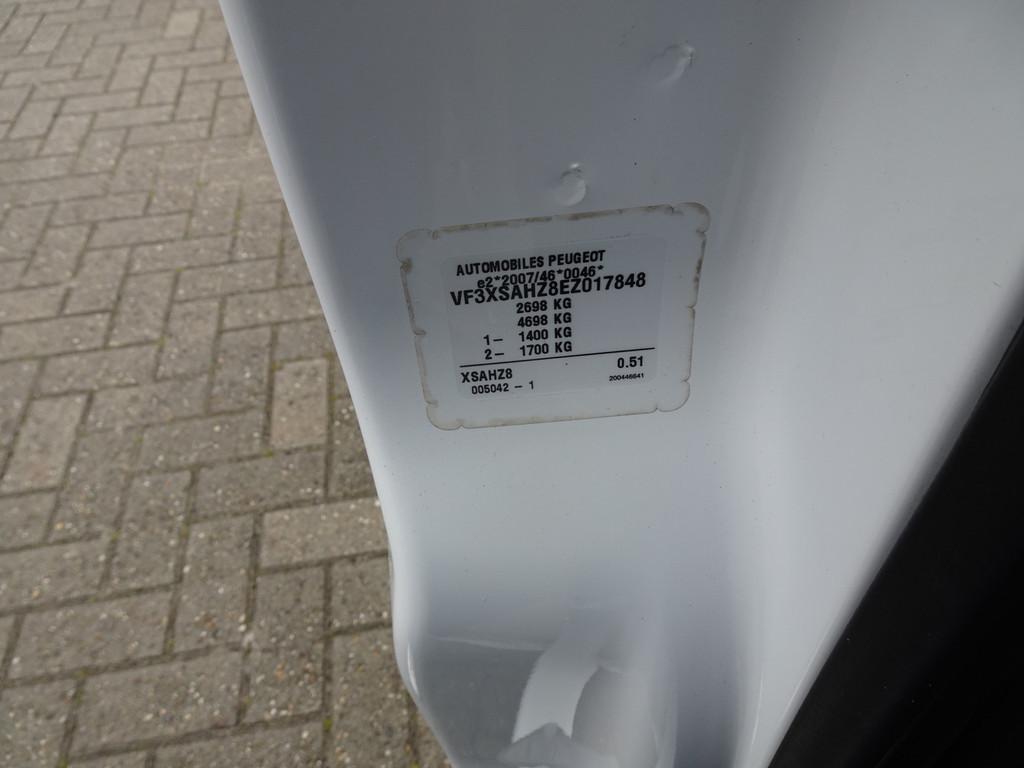 AUTOMOBILES PEUGEOT
e2*2007/46*0046*
VF3XSAHZ8EZ017848
2698 KG
4698 KG
1- 1400 KG
2- 1700 KG
XSAHZ8 0.51
005042 - 1 200446641